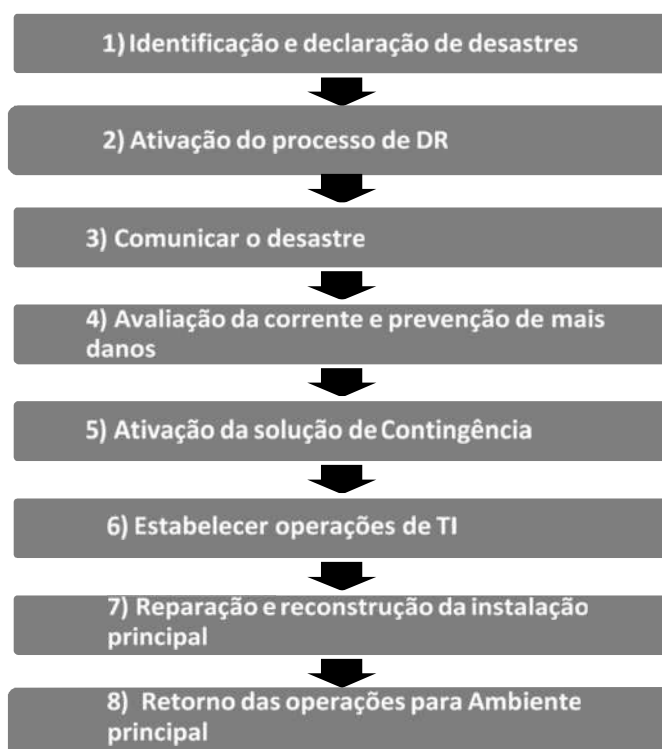 1) Identificação e declaração de desastres
2) Ativação do processo de DR
3) Comunicar o desastre
4) Avaliação da corrente e prevenção de mais
danos
5) Ativação da solução de Contingência
6) Estabelecer operações de TI
7) Reparação e reconstrução da instalação
principal
8) Retorno das operações para Ambiente
principal